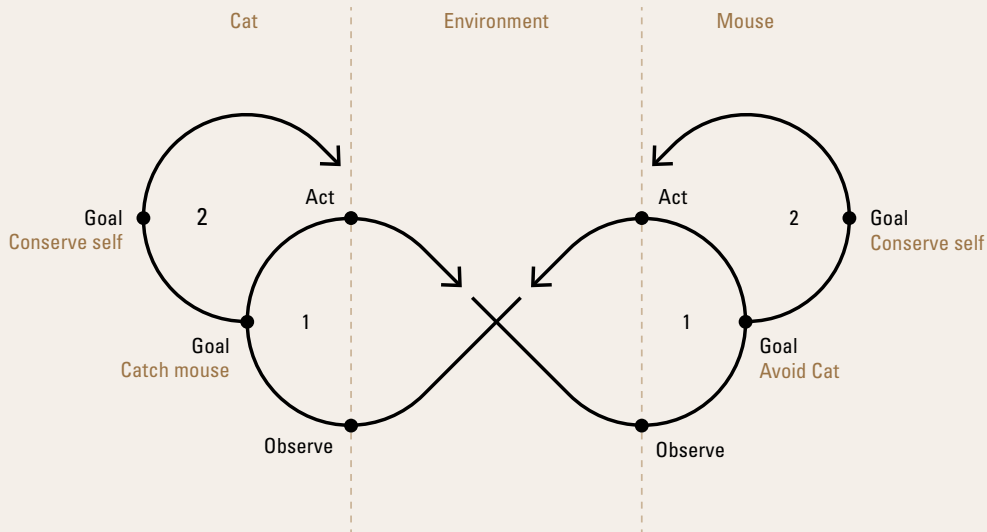 Cat
Environment
Mouse
Act
Act
Goal
Conserve self
2
2
Goal
Conserve self
1
1
Goal
Catch mouse
Goal
Avoid Cat
Observe
Observe